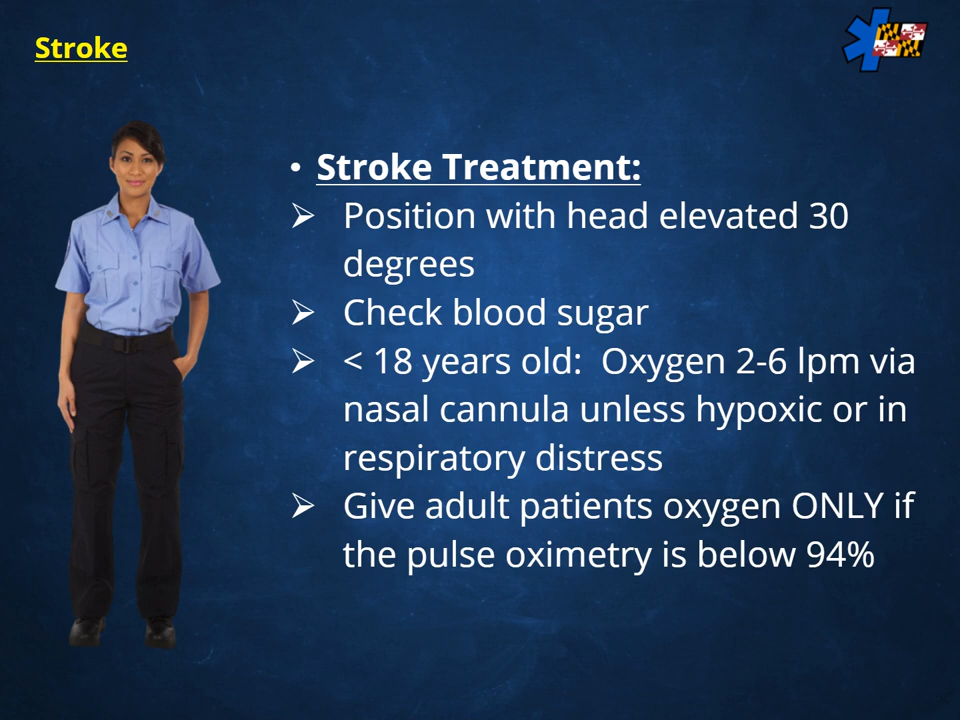 Stroke
• Stroke Treatment:
➢ Position with head elevated 30
degrees
➢ Check blood sugar
➢ < 18 years old:  Oxygen 2-6 lpm via
nasal cannula unless hypoxic or in
respiratory distress
➢ Give adult patients oxygen ONLY if
the pulse oximetry is below 94%